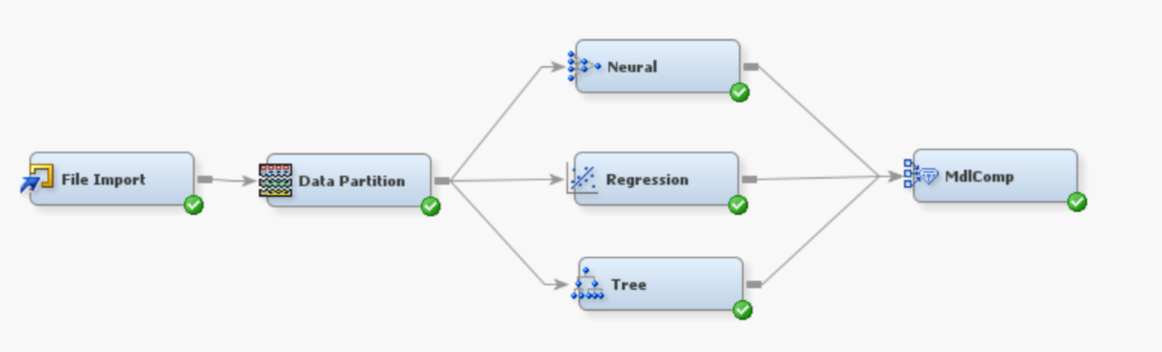 File Import
Data Partition
Neural
Regression
Tree
MdlComp